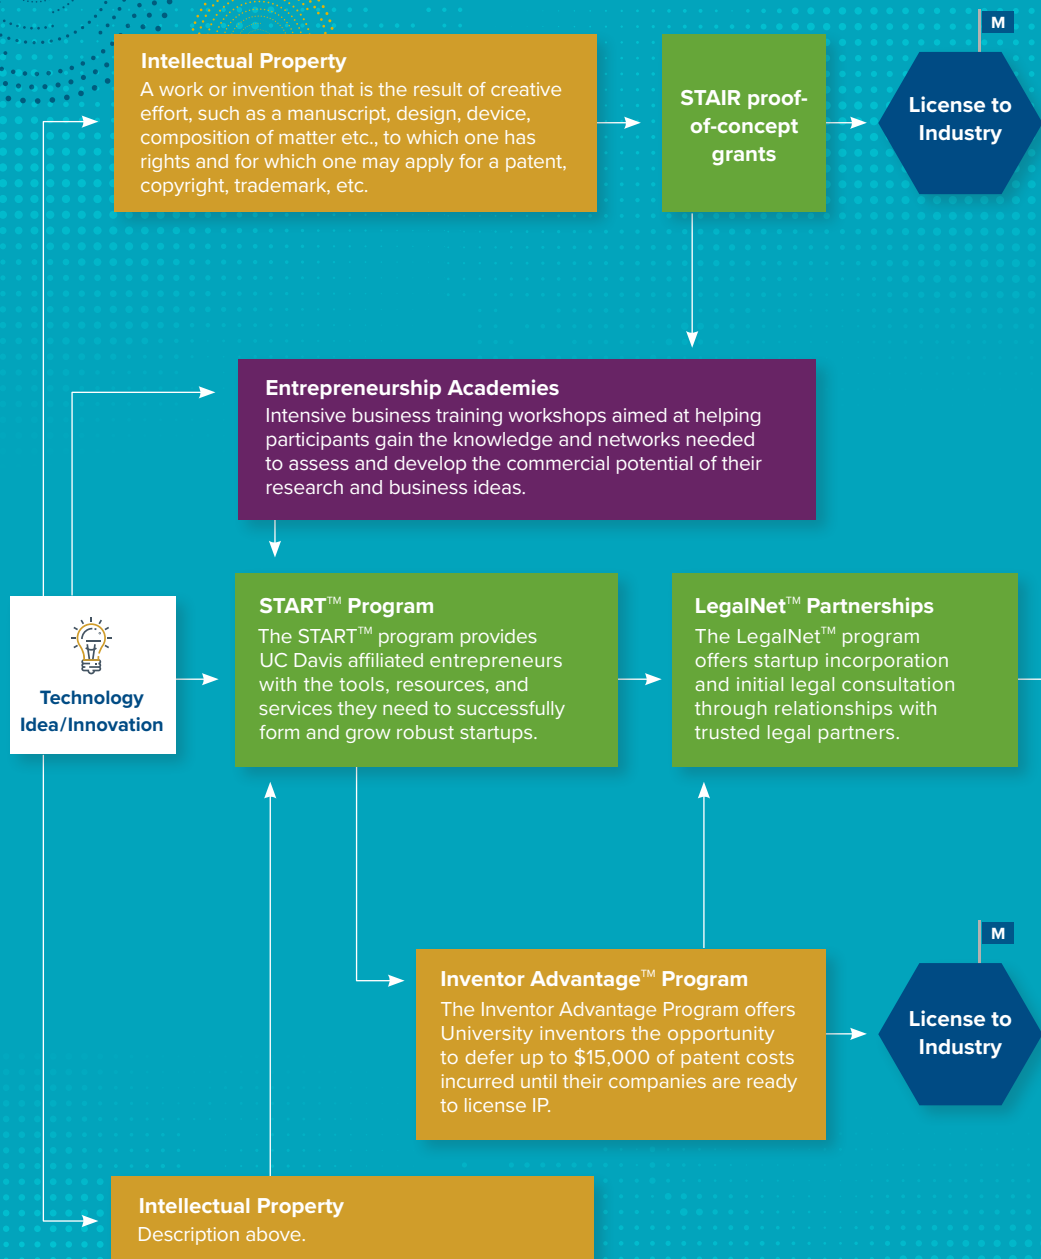 M
Intellectual Property
A work or invention that is the result of creative
effort, such as a manuscript, design, device,
composition of matter etc., to which one has
rights and for which one may apply for a patent,
copyright, trademark, etc.
STAIR proof-
of-concept
grants
License to
Industry
Entrepreneurship Academies
Intensive business training workshops aimed at helping
participants gain the knowledge and networks needed
to assess and develop the commercial potential of their
research and business ideas.
Technology
Idea/Innovation
START™ Program
The START™ program provides
UC Davis affiliated entrepreneurs
with the tools, resources, and
services they need to successfully
form and grow robust startups.
LegalNet™ Partnerships
The LegalNet™ program
offers startup incorporation
and initial legal consultation
through relationships with
trusted legal partners.
M
Inventor Advantage™ Program
The Inventor Advantage Program offers
University inventors the opportunity
to defer up to $15,000 of patent costs
incurred until their companies are ready
to license IP.
License to
Industry
Intellectual Property
Description above.